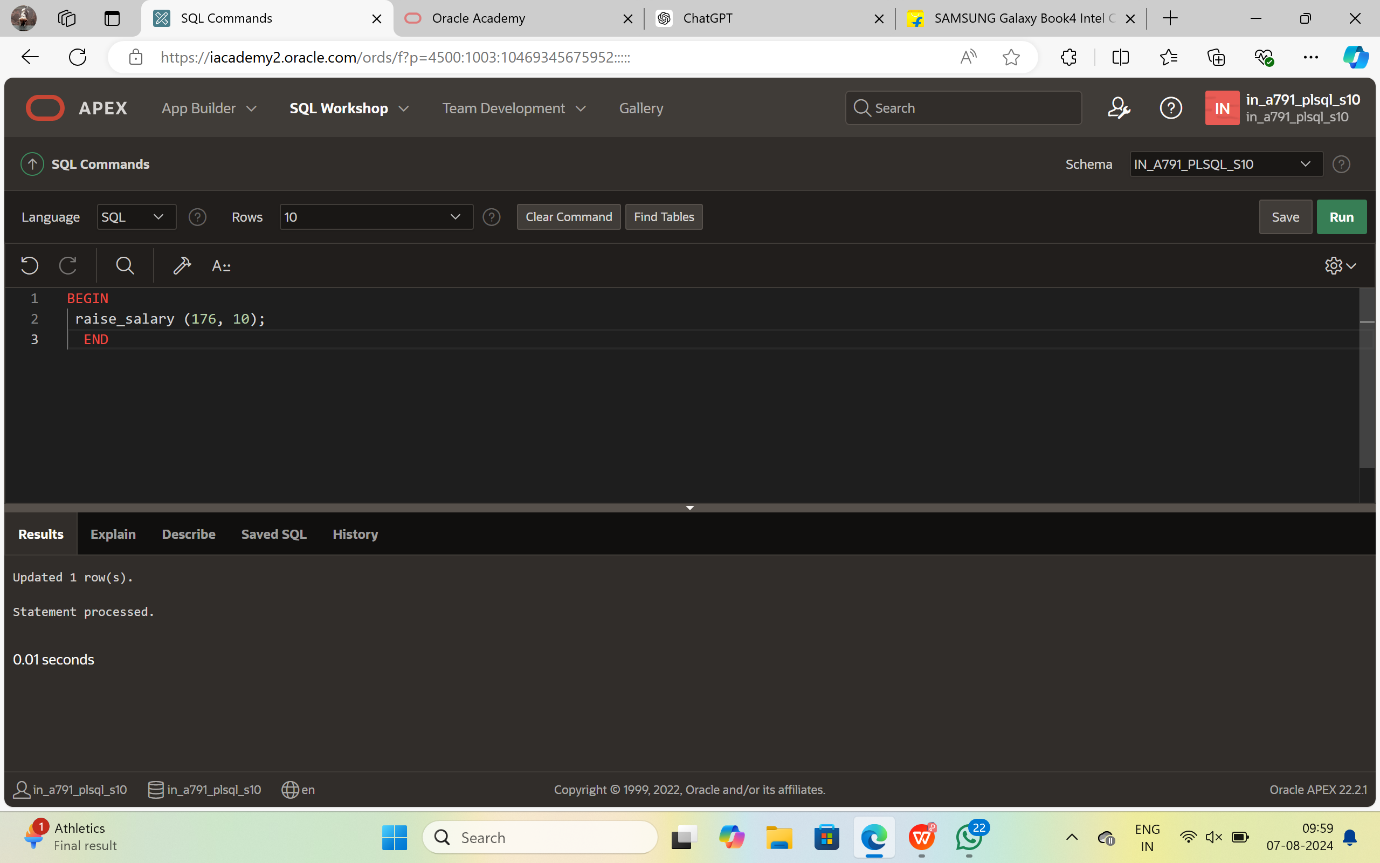 SQL Commands
Oracle Academy
ChatGPT
SAMSUNG Galaxy Book4 Intel C
https://iacademy2.oracle.com/ords/f?p=4500:1003:10469345675952:::::
APEX
App Builder
SQL Workshop
Team Development
Gallery
Search
IN
in_a791_plsql_s10
in_a791_plsql_s10
SQL Commands
Schema
IN_A791_PLSQL_S10
Language
SQL
Rows
10
Clear Command
Find Tables
Save
Run
A
1 BEGIN
2 raise_salary (176, 10);
3 END
Results
Explain
Describe
Saved SQL
History
Updated 1 row(s).
Statement processed.
0.01 seconds
in_a791_plsql_s10
in_a791_plsql_s10
en
Copyright © 1999, 2022, Oracle and/or its affiliates.
Oracle APEX 22.2.1
1
Athletics
Final result
Search
22
ENG
IN
09:59
07-08-2024